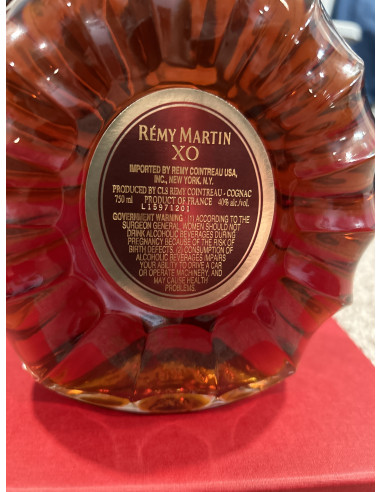 RÉMY MARTIN
XO
IMPORTED BY REMY COINTREAU USA,
INC., NEW YORK, N.Y.
PRODUCED BY CLS REMY COINTREAU - COGNAC
750 ml PRODUCT OF FRANCE 40% alc./vol.
L15971201
GOVERNMENT WARNING: (1) ACCORDING TO THE
SURGEON GENERAL, WOMEN SHOULD NOT
DRINK ALCOHOLIC BEVERAGES DURING
PREGNANCY BECAUSE OF THE RISK OF
BIRTH DEFECTS. (2) CONSUMPTION OF
ALCOHOLIC BEVERAGES IMPAIRS
YOUR ABILITY TO DRIVE A CAR
OR OPERATE MACHINERY, AND
MAY CAUSE HEALTH
PROBLEMS.